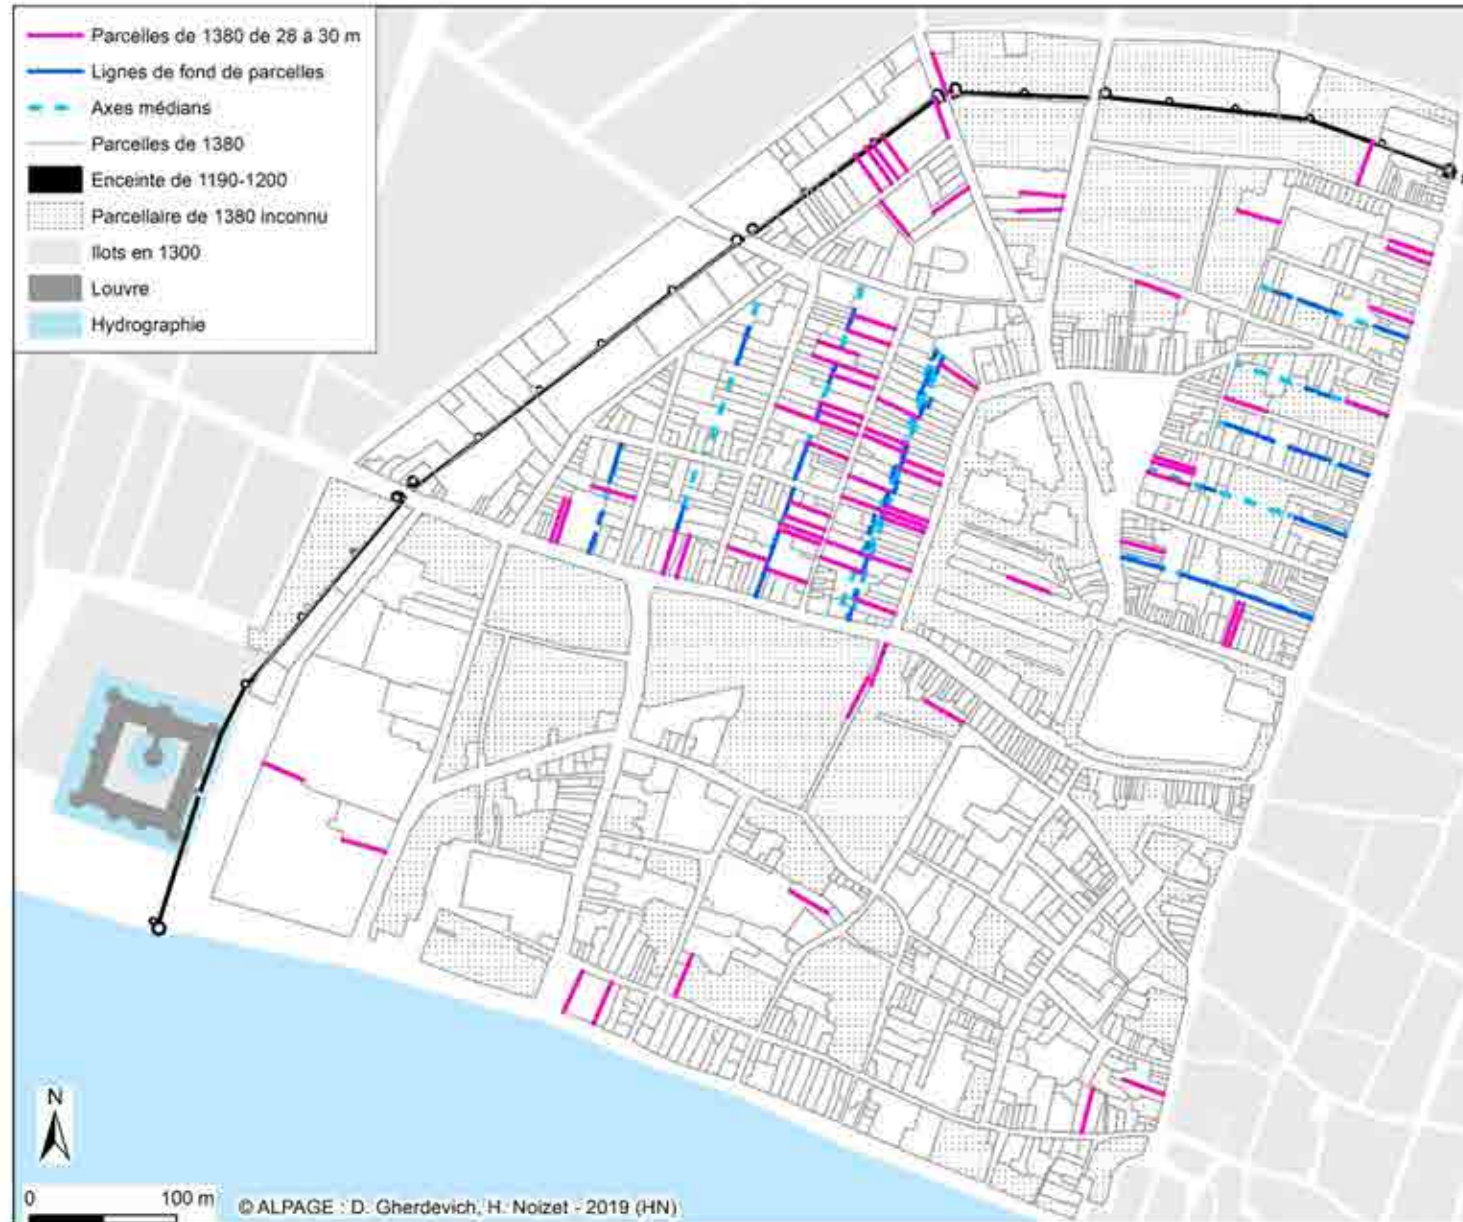 Parcelles de 1380 de 28 à 30 m
Lignes de fond de parcelles
Axes médians
Parcelles de 1380
Enceinte de 1190-1200
Parcellaire de 1380 inconnu
Ilots en 1300
Louvre
Hydrographie
N
0 100 m
© ALPAGE : D. Gherdevich, H. Noizet - 2019 (HN)